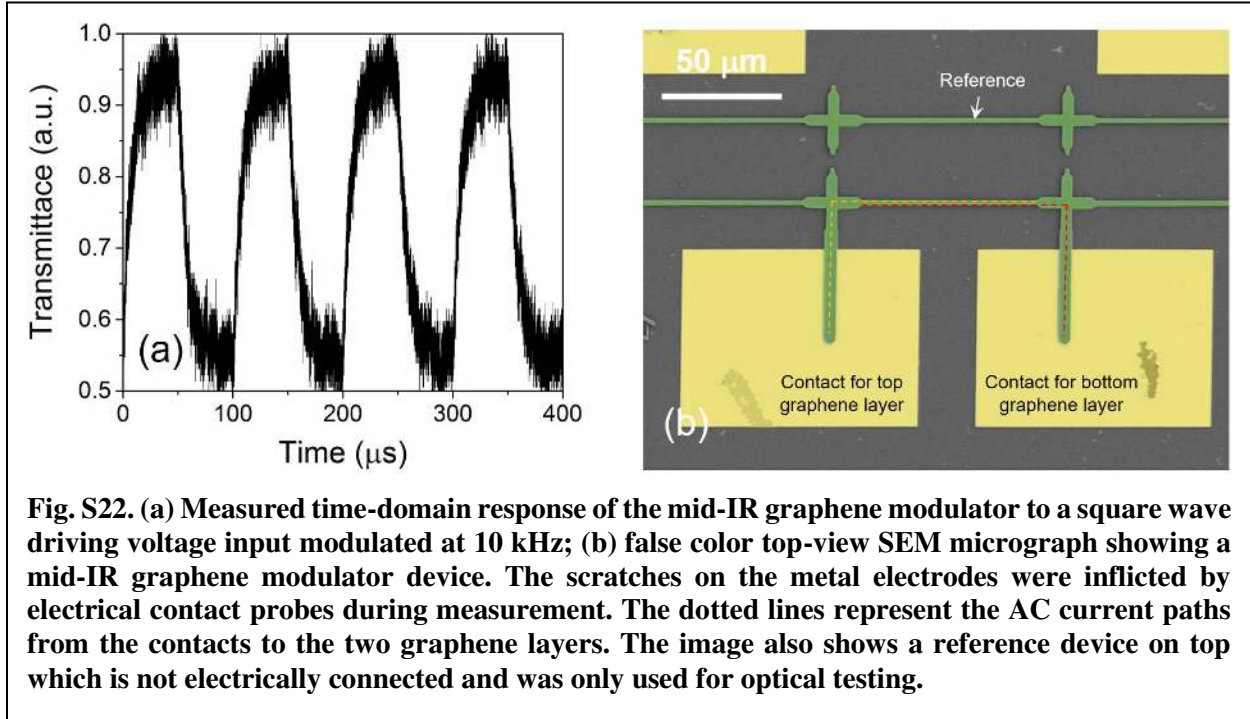 1.0
0.9
0.8
0.7
0.6
0.5
Transmittace (a.u.)
(a)
0 100 200 300 400
Time (μs)
50 μm
Reference
Contact for top
graphene layer
Contact for bottom
graphene layer
(b)
Fig. S22. (a) Measured time-domain response of the mid-IR graphene modulator to a square wave
driving voltage input modulated at 10 kHz; (b) false color top-view SEM micrograph showing a
mid-IR graphene modulator device. The scratches on the metal electrodes were inflicted by
electrical contact probes during measurement. The dotted lines represent the AC current paths
from the contacts to the two graphene layers. The image also shows a reference device on top
which is not electrically connected and was only used for optical testing.